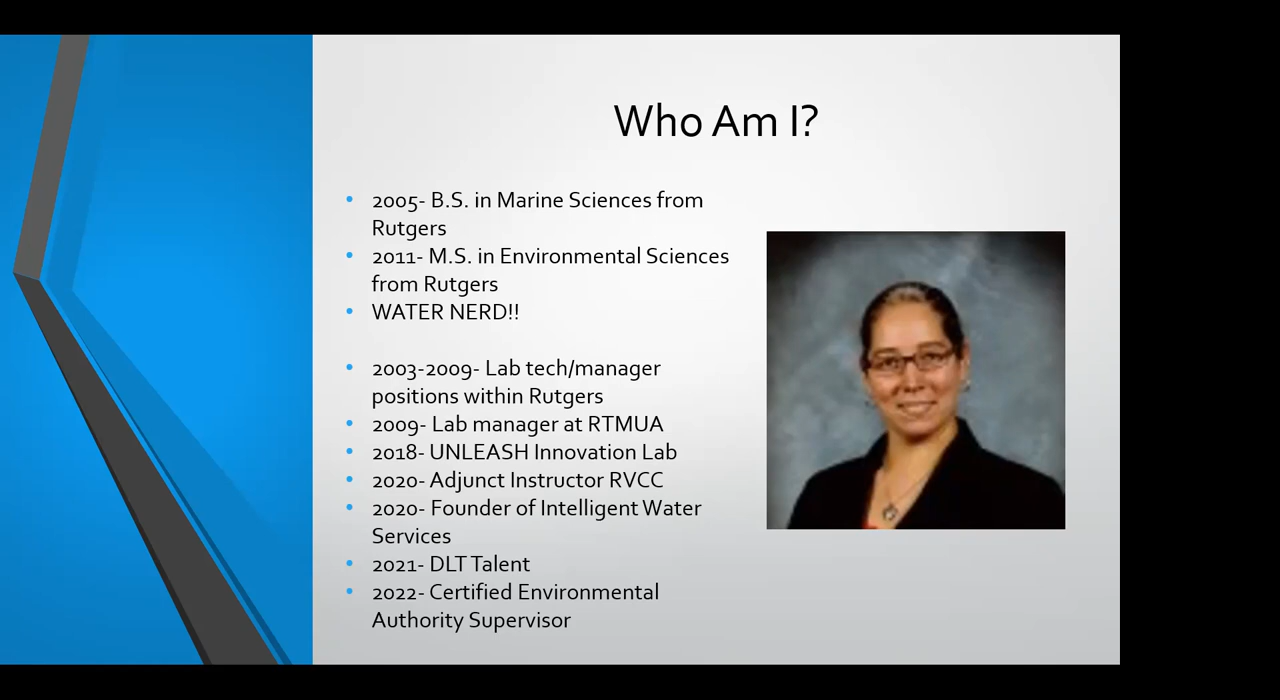 Who Am I?
• 2005- B.S. in Marine Sciences from
Rutgers
• 2011- M.S. in Environmental Sciences
from Rutgers
• WATER NERD!!
• 2003-2009- Lab tech/manager
positions within Rutgers
• 2009- Lab manager at RTMUA
• 2018- UNLEASH Innovation Lab
• 2020- Adjunct Instructor RVCC
• 2020- Founder of Intelligent Water
Services
• 2021- DLT Talent
• 2022- Certified Environmental
Authority Supervisor